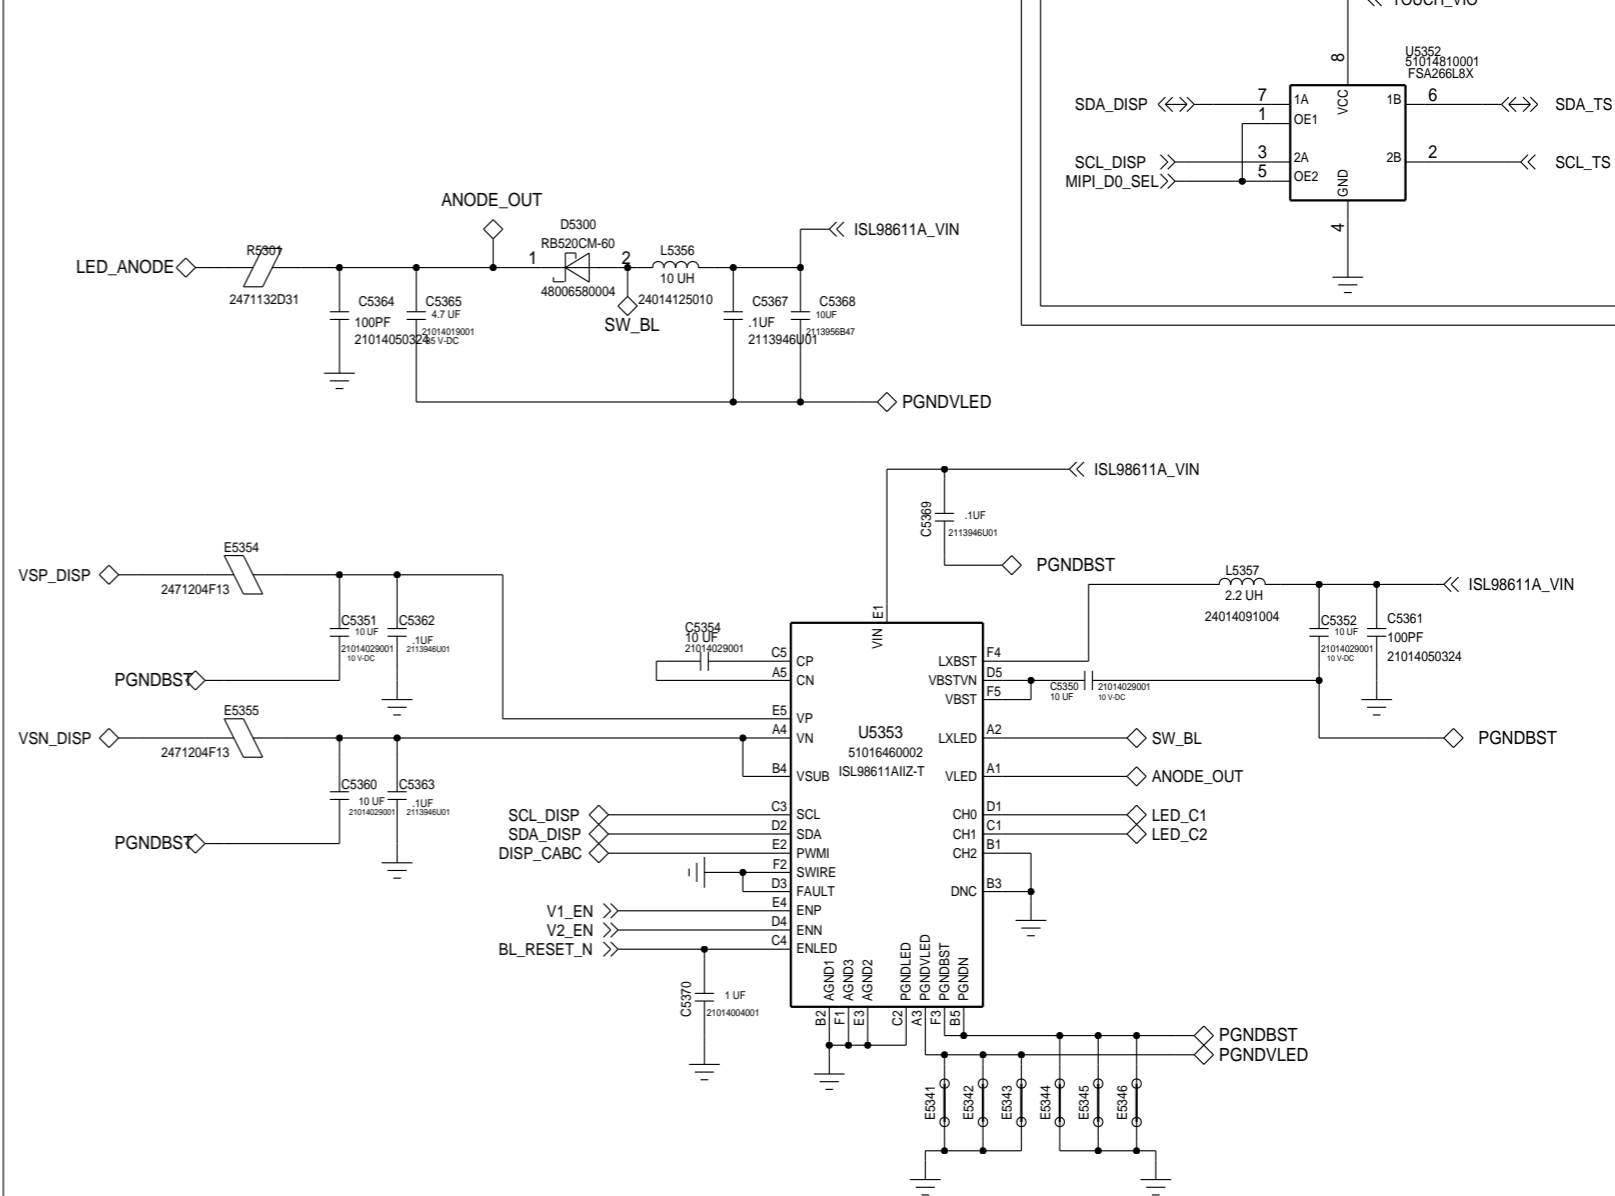 TOUCH_VIO
U5352
51014810001
FSA266L8X
8
VCC
SDA_DISP
7
1A
1B
6
SDA_TS
1
OE1
SCL_DISP
3
2A
2B
2
SCL_TS
MIPI_D0_SEL
5
OE2
GND
4
ANODE_OUT
D5300
RB520CM-60
1
2
48006580004
LED_ANODE
R5301
2471132D31
C5364
100PF
21014050324
C5365
4.7 UF
21014019001
35 V-DC
SW_BL
L5356
10 UH
24014125010
ISL98611A_VIN
C5367
.1UF
2113946U01
C5368
10UF
2113956B47
PGNDVLED
ISL98611A_VIN
C5369
.1UF
2113946U01
PGNDBST
L5357
2.2 UH
24014091004
ISL98611A_VIN
C5352
10 UF
21014029001
10 V-DC
C5361
100PF
21014050324
VSP_DISP
E5354
2471204F13
C5351
10 UF
21014029001
10 V-DC
C5362
.1UF
2113946U01
PGNDBST
VSN_DISP
E5355
2471204F13
C5360
10 UF
21014029001
C5363
.1UF
2113946U01
PGNDBST
C5354
10 UF
21014029001
E1
VIN
C5
CP
A5
CN
E5
VP
A4
VN
B4
VSUB
U5353
51016460002
ISL98611AIIZ-T
LXBST
F4
VBSTVN
D5
VBST
F5
C5350
10 UF
21014029001
10 V-DC
LXLED
A2
SW_BL
PGNDBST
VLED
A1
ANODE_OUT
SCL_DISP
C3
SCL
CH0
D1
LED_C1
SDA_DISP
D2
SDA
CH1
C1
LED_C2
DISP_CABC
E2
PWMI
CH2
B1
F2
SWIRE
D3
FAULT
DNC
B3
V1_EN
E4
ENP
V2_EN
D4
ENN
BL_RESET_N
C4
ENLED
C5370
1 UF
21014004001
AGND1
AGND3
AGND2
PGNDLED
PGNDVLED
PGNDBST
PGNDN
B2
F1
E3
C2
A3
F3
B5
PGNDBST
PGNDVLED
E5341
E5342
E5343
E5344
E5345
E5346